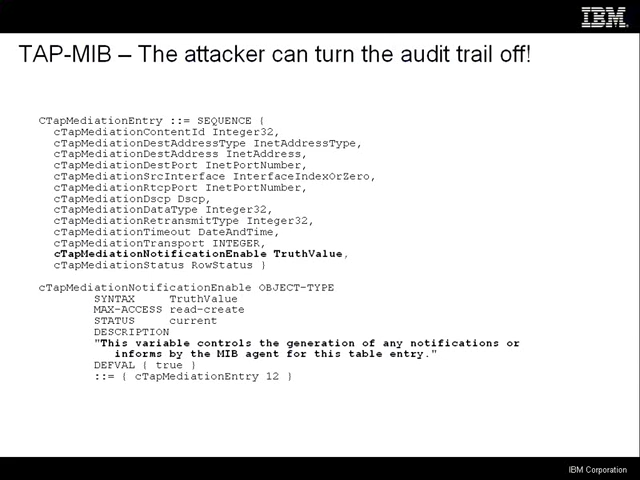 IBM
TAP-MIB – The attacker can turn the audit trail off!
CTapMediationEntry ::= SEQUENCE {
cTapMediationContentId Integer32,
cTapMediationDestAddressType InetAddressType,
cTapMediationDestAddress InetAddress,
cTapMediationDestPort InetPortNumber,
cTapMediationSrcInterface InterfaceIndexOrZero,
cTapMediationRtcpPort InetPortNumber,
cTapMediationDscp Dscp,
cTapMediationDataType Integer32,
cTapMediationRetransmitType Integer32,
cTapMediationTimeout DateAndTime,
cTapMediationTransport INTEGER,
cTapMediationNotificationEnable TruthValue,
cTapMediationStatus RowStatus }
cTapMediationNotificationEnable OBJECT-TYPE
SYNTAX TruthValue
MAX-ACCESS read-create
STATUS current
DESCRIPTION
"This variable controls the generation of any notifications or
informs by the MIB agent for this table entry."
DEFVAL { true }
::= { cTapMediationEntry 12 }
IBM Corporation